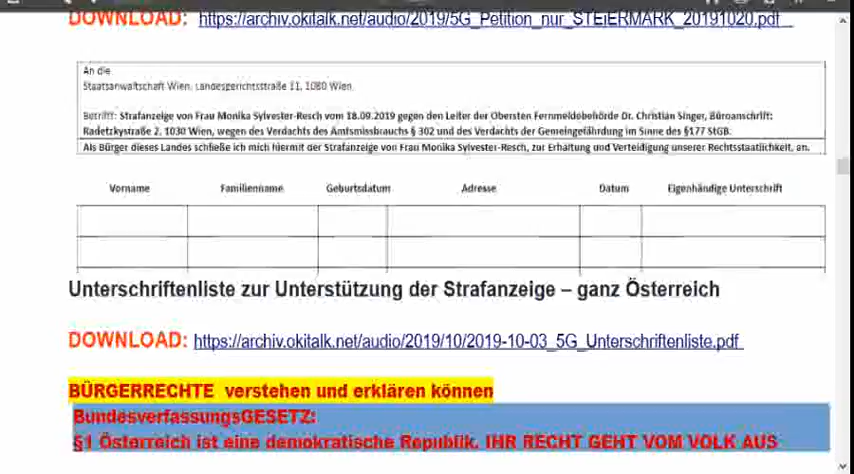 DOWNLOAD: https://archiv.okitalk.net/audio/2019/5G_Petition_nur_STEIERMARK_20191020.pdf
An die
Staatsanwaltschaft Wien, Landesgerichtsstraße 11, 1080 Wien
Betrifft: Strafanzeige von Frau Monika Sylvester-Resch vom 18.09.2019 gegen den Leiter der Obersten Fernmeldebehörde Dr. Christian Singer, Büroanschrift:
Radetzkystraße 2, 1030 Wien, wegen des Verdachts des Amtsmissbrauchs § 302 und des Verdachts der Gemeingefährdung im Sinne des §177 StGB.
Als Bürger dieses Landes schließe ich mich hiermit der Strafanzeige von Frau Monika Sylvester-Resch, zur Erhaltung und Verteidigung unserer Rechtsstaatlichkeit, an.
Vorname Familienname Geburtsdatum Adresse Datum Eigenhändige Unterschrift
Unterschriftenliste zur Unterstützung der Strafanzeige – ganz Österreich
DOWNLOAD: https://archiv.okitalk.net/audio/2019/10/2019-10-03_5G_Unterschriftenliste.pdf
BÜRGERRECHTE verstehen und erklären können
BundesverfassungsGESETZ:
§1 Österreich ist eine demokratische Republik. IHR RECHT GEHT VOM VOLK AUS